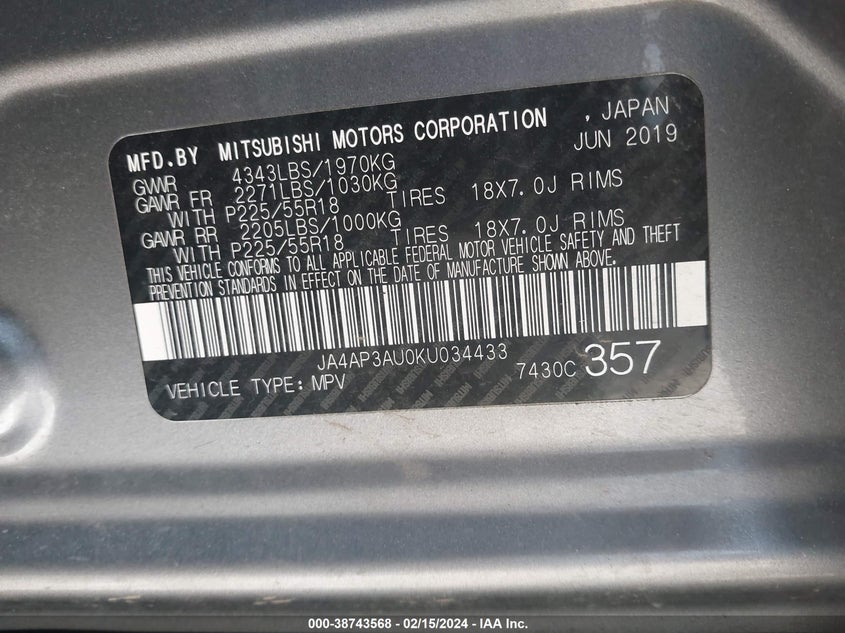 MFD.BY MITSUBISHI MOTORS CORPORATION , JAPAN
JUN 2019
GVWR 4343LBS/1970KG
GAWR FR 2271LBS/1030KG
WITH P225/55R18 TIRES 18X7.0J RIMS
GAWR RR 2205LBS/1000KG
WITH P225/55R18 TIRES 18X7.0J RIMS
THIS VEHICLE CONFORMS TO ALL APPLICABLE FEDERAL MOTOR VEHICLE SAFETY AND THEFT
PREVENTION STANDARDS IN EFFECT ON THE DATE OF MANUFACTURE SHOWN ABOVE.
JA4AP3AU0KU034433
VEHICLE TYPE: MPV 7430C 357
000-38743568 - 02/15/2024 - IAA Inc.